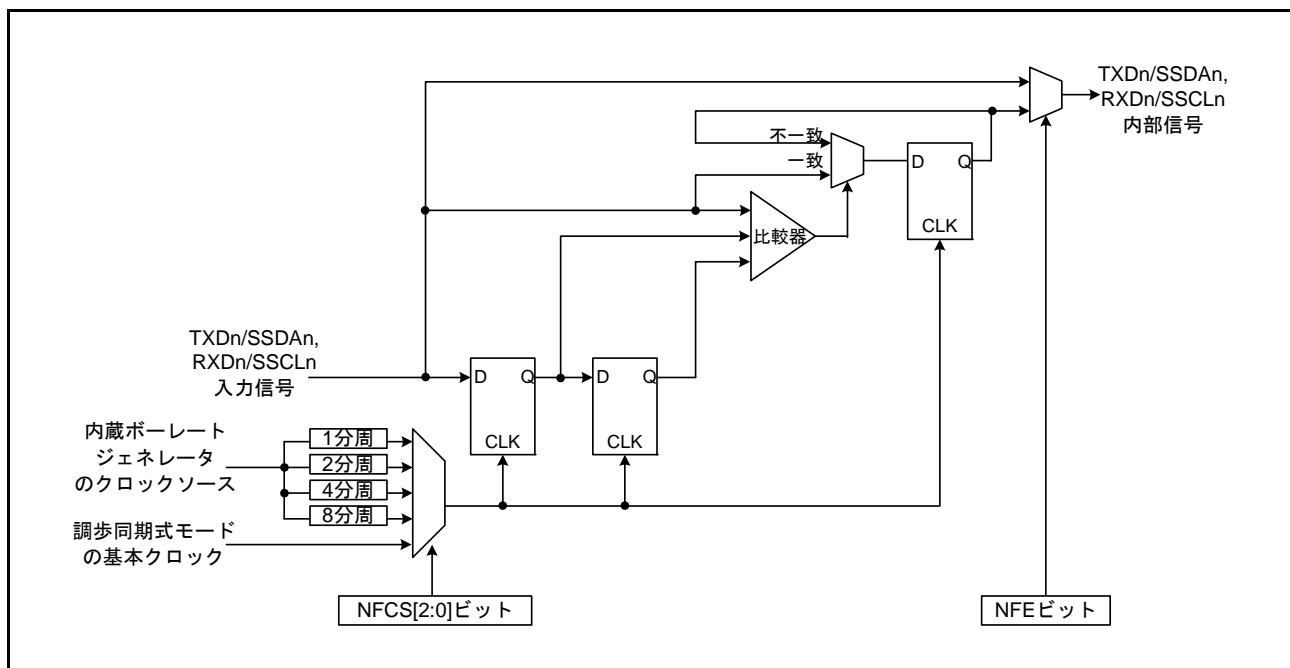 TXDn/SSDAn,
RXDn/SSCLn
内部信号
不一致
一致
D
Q
CLK
比較器
TXDn/SSDAn,
RXDn/SSCLn
入力信号
D
Q
CLK
D
Q
CLK
内蔵ボーレート
ジェネレータ
のクロックソース
1分周
2分周
4分周
8分周
調歩同期式モード
の基本クロック
NFCS[2:0]ビット
NFEビット